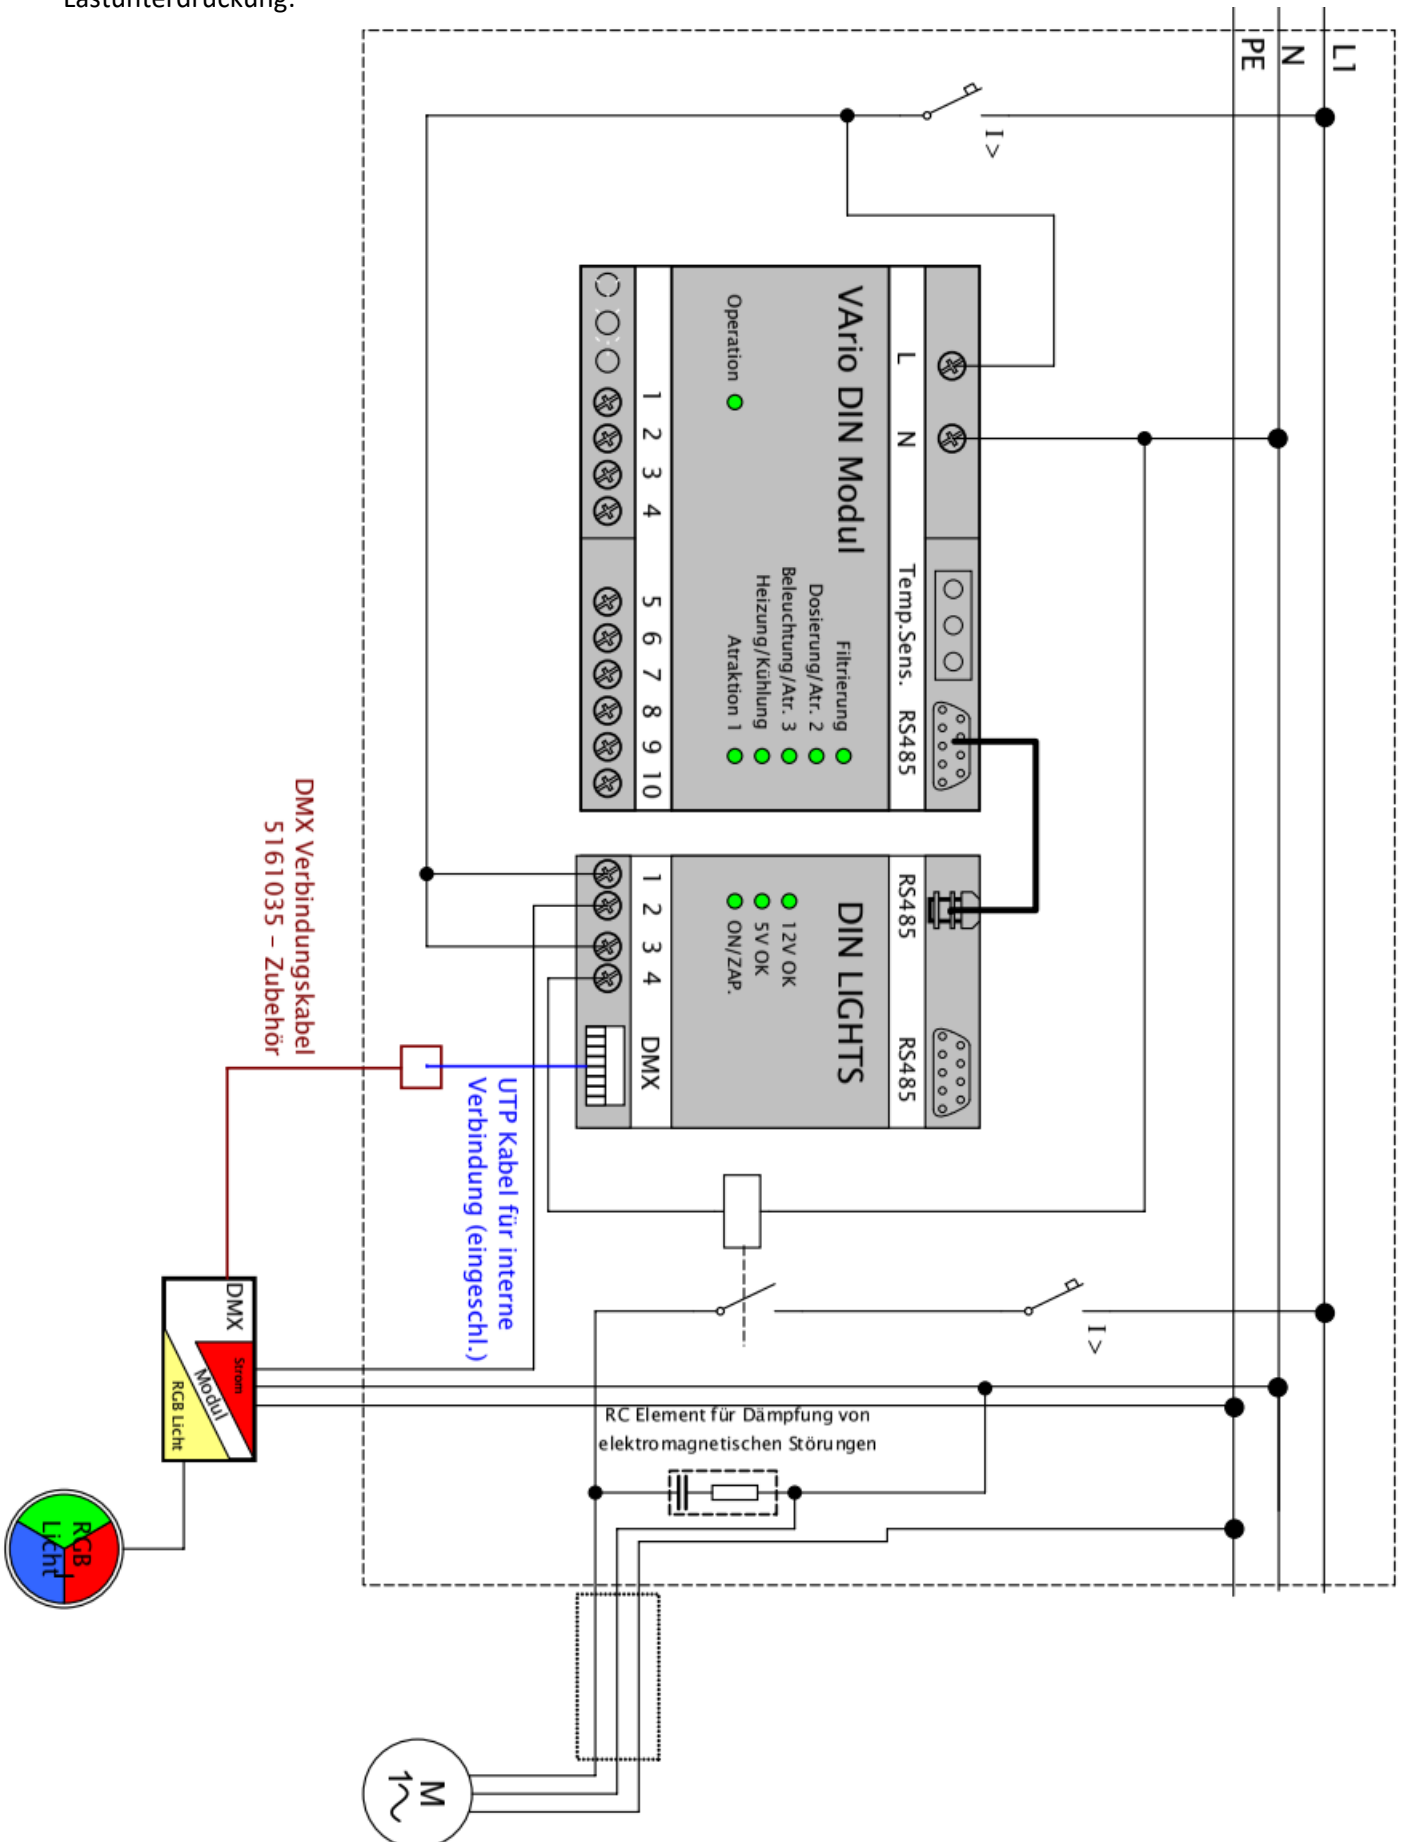 Lastunterdrückung:
L1
N
PE
I >
VArio DIN Modul
L
N
Temp.Sens.
RS485
Operation
Filtrierung
Dosierung/Atr. 2
Beleuchtung/Atr. 3
Heizung/Kühlung
Atraktion 1
1
2
3
4
5
6
7
8
9
10
DIN LIGHTS
RS485
RS485
12V OK
5V OK
ON/ZAP.
1
2
3
4
DMX
DMX Verbindungskabel
5161035 – Zubehör
UTP Kabel für interne
Verbindung (eingeschl.)
I >
DMX
Strom
Modul
RGB Licht
RC Element für Dämpfung von
elektromagnetischen Störungen
RGB
Licht
M
1~